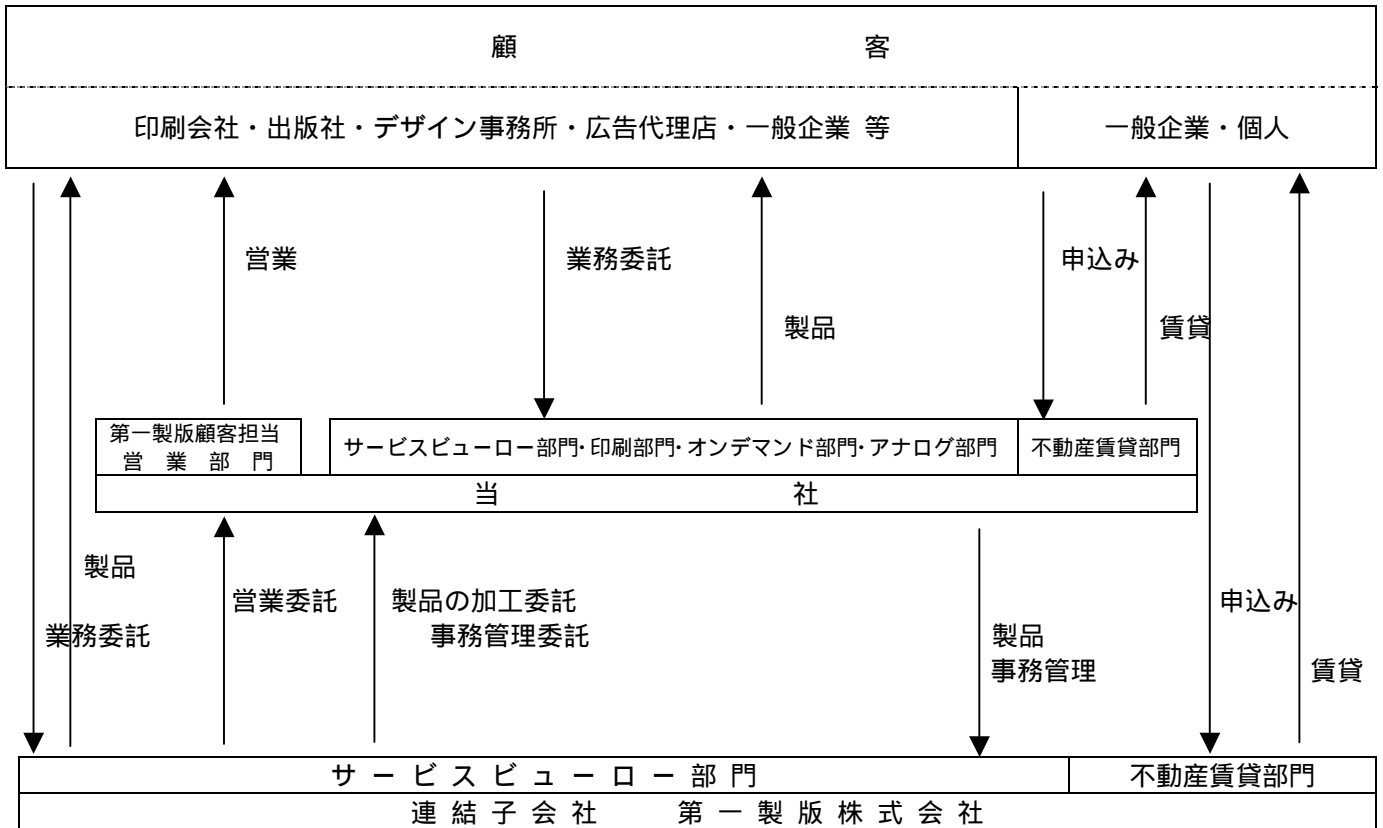 顧客
印刷会社・出版社・デザイン事務所・広告代理店・一般企業 等
一般企業・個人
営業
業務委託
申込み
製品
賃貸
第一製版顧客担当
営業部門
サービスビューロー部門・印刷部門・オンデマンド部門・アナログ部門
不動産賃貸部門
当社
製品
営業委託
製品の加工委託
申込み
業務委託
事務管理委託
製品
事務管理
賃貸
サービスビューロー部門
不動産賃貸部門
連結子会社 第一製版株式会社